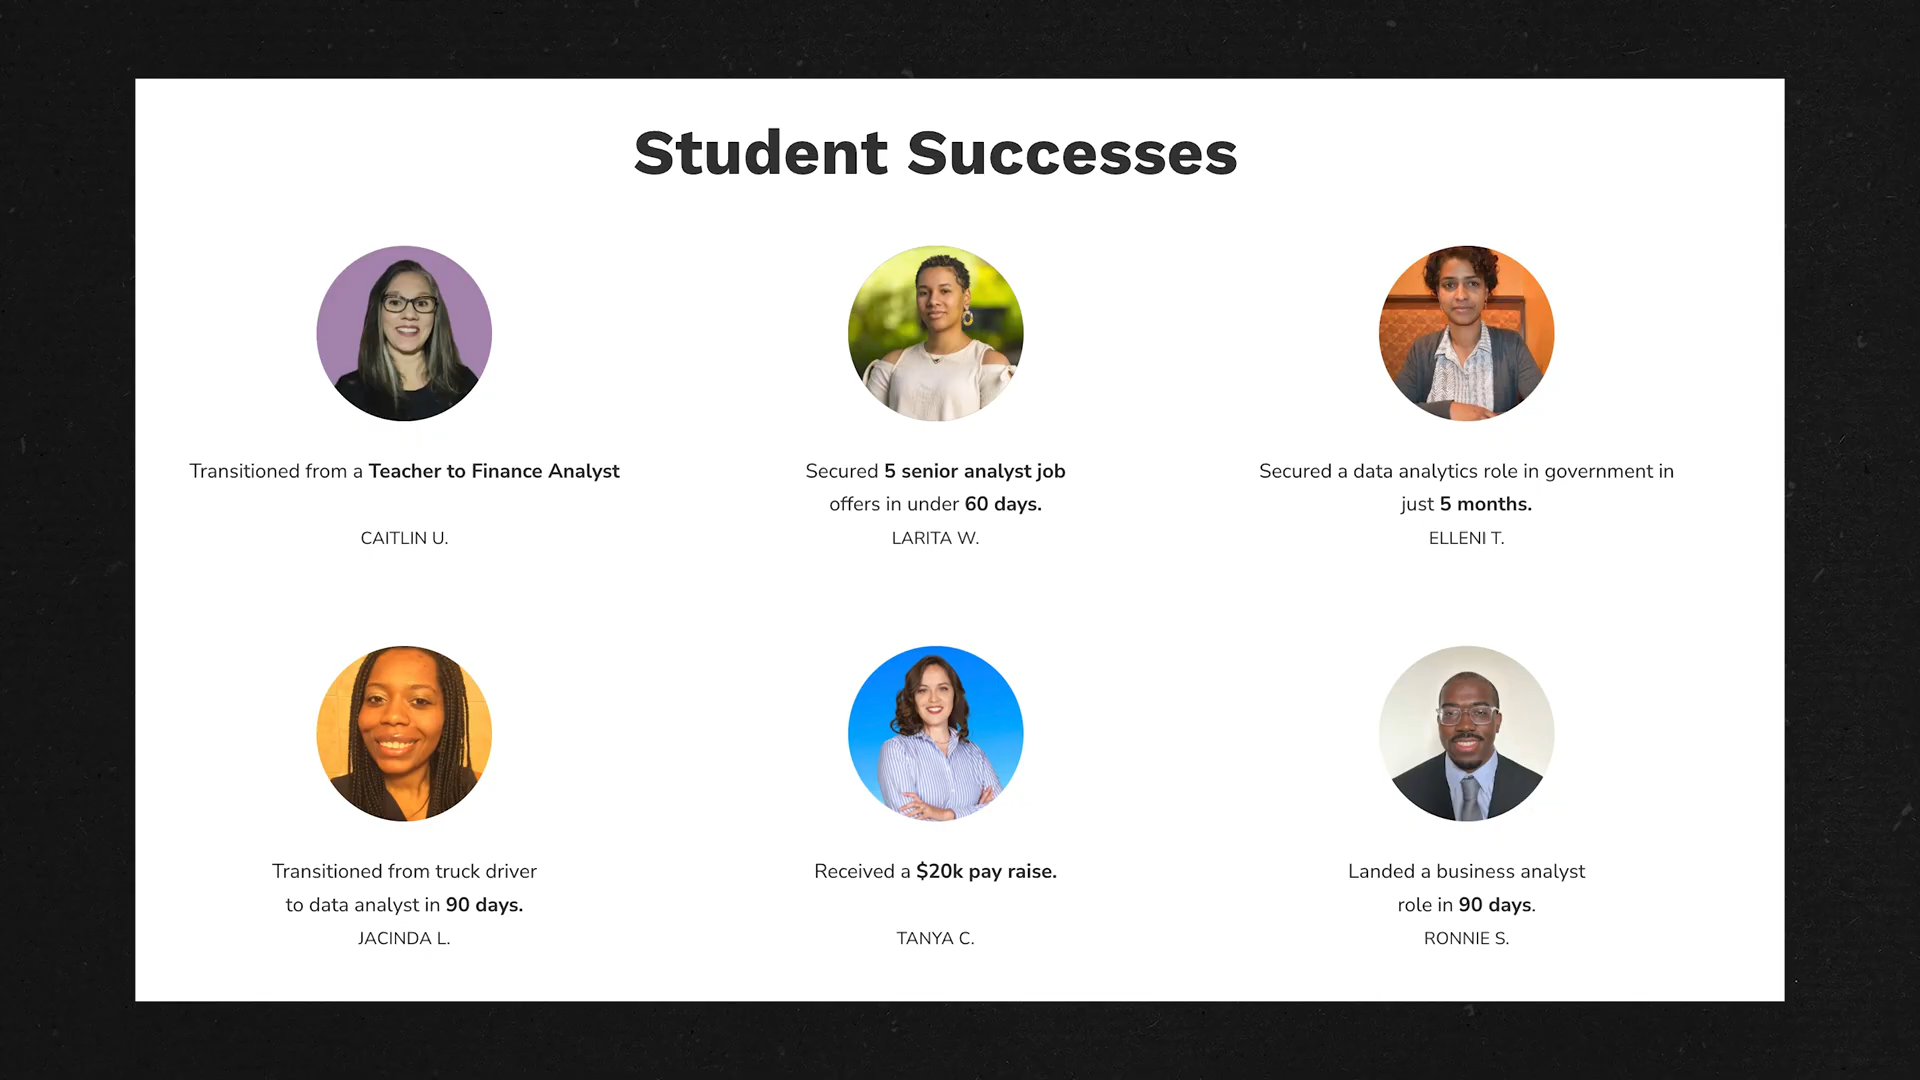 Student Successes
Transitioned from a Teacher to Finance Analyst
CAITLIN U.
Secured 5 senior analyst job
offers in under 60 days.
LARITA W.
Secured a data analytics role in government in
just 5 months.
ELLENI T.
Transitioned from truck driver
to data analyst in 90 days.
JACINDA L.
Received a $20k pay raise.
TANYA C.
Landed a business analyst
role in 90 days.
RONNIE S.